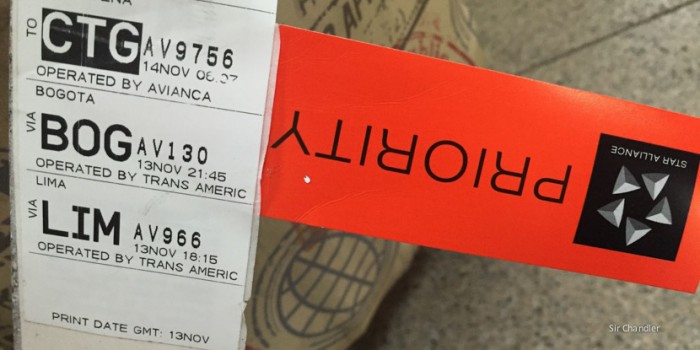 TO CTG AV9756
14NOV 06:37
OPERATED BY AVIANCA
BOGOTA
VIA BOG AV130
13NOV 21:45
OPERATED BY TRANS AMERIC
LIMA
VIA LIM AV966
13NOV 18:15
OPERATED BY TRANS AMERIC
PRINT DATE GMT: 13NOV
PRIORITY
STAR ALLIANCE
Sir Chandler